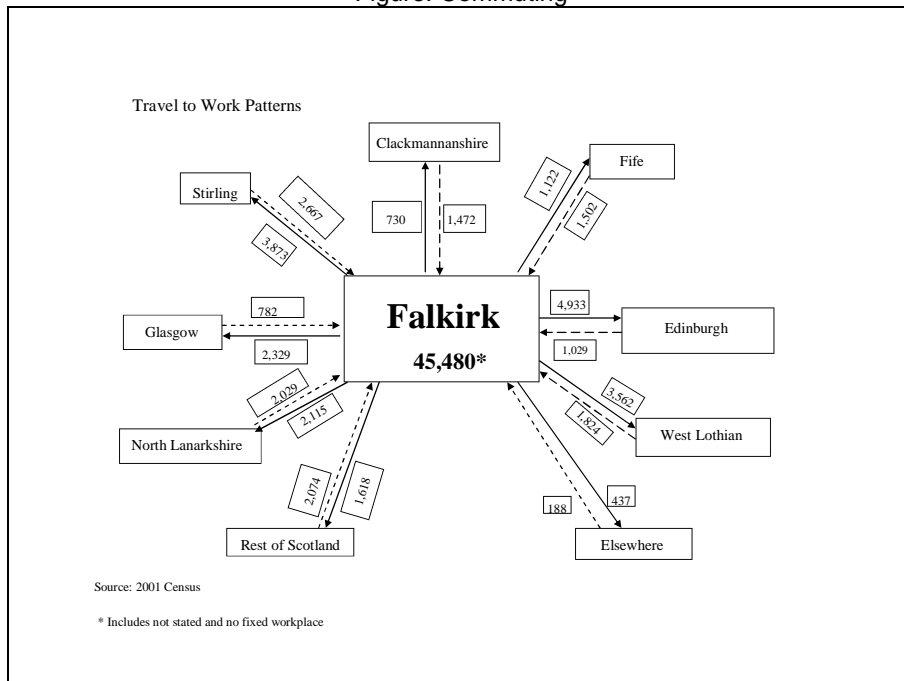 Figure: Commuting
Travel to Work Patterns
Clackmannanshire
Fife
Stirling
2,667
3,873
730
1,472
1,122
1,502
Falkirk
45,480*
4,933
1,029
Edinburgh
782
Glasgow
2,329
2,029
2,115
North Lanarkshire
3,562
1,824
West Lothian
2,074
1,618
188
437
Rest of Scotland
Elsewhere
Source: 2001 Census
* Includes not stated and no fixed workplace